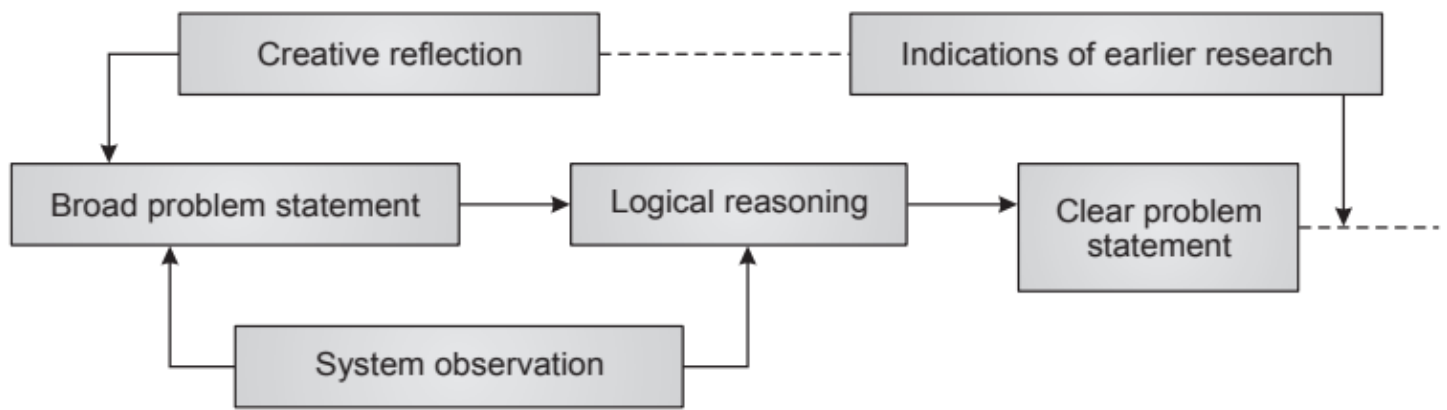 Creative reflection
Indications of earlier research
Broad problem statement
Logical reasoning
Clear problem
statement
System observation